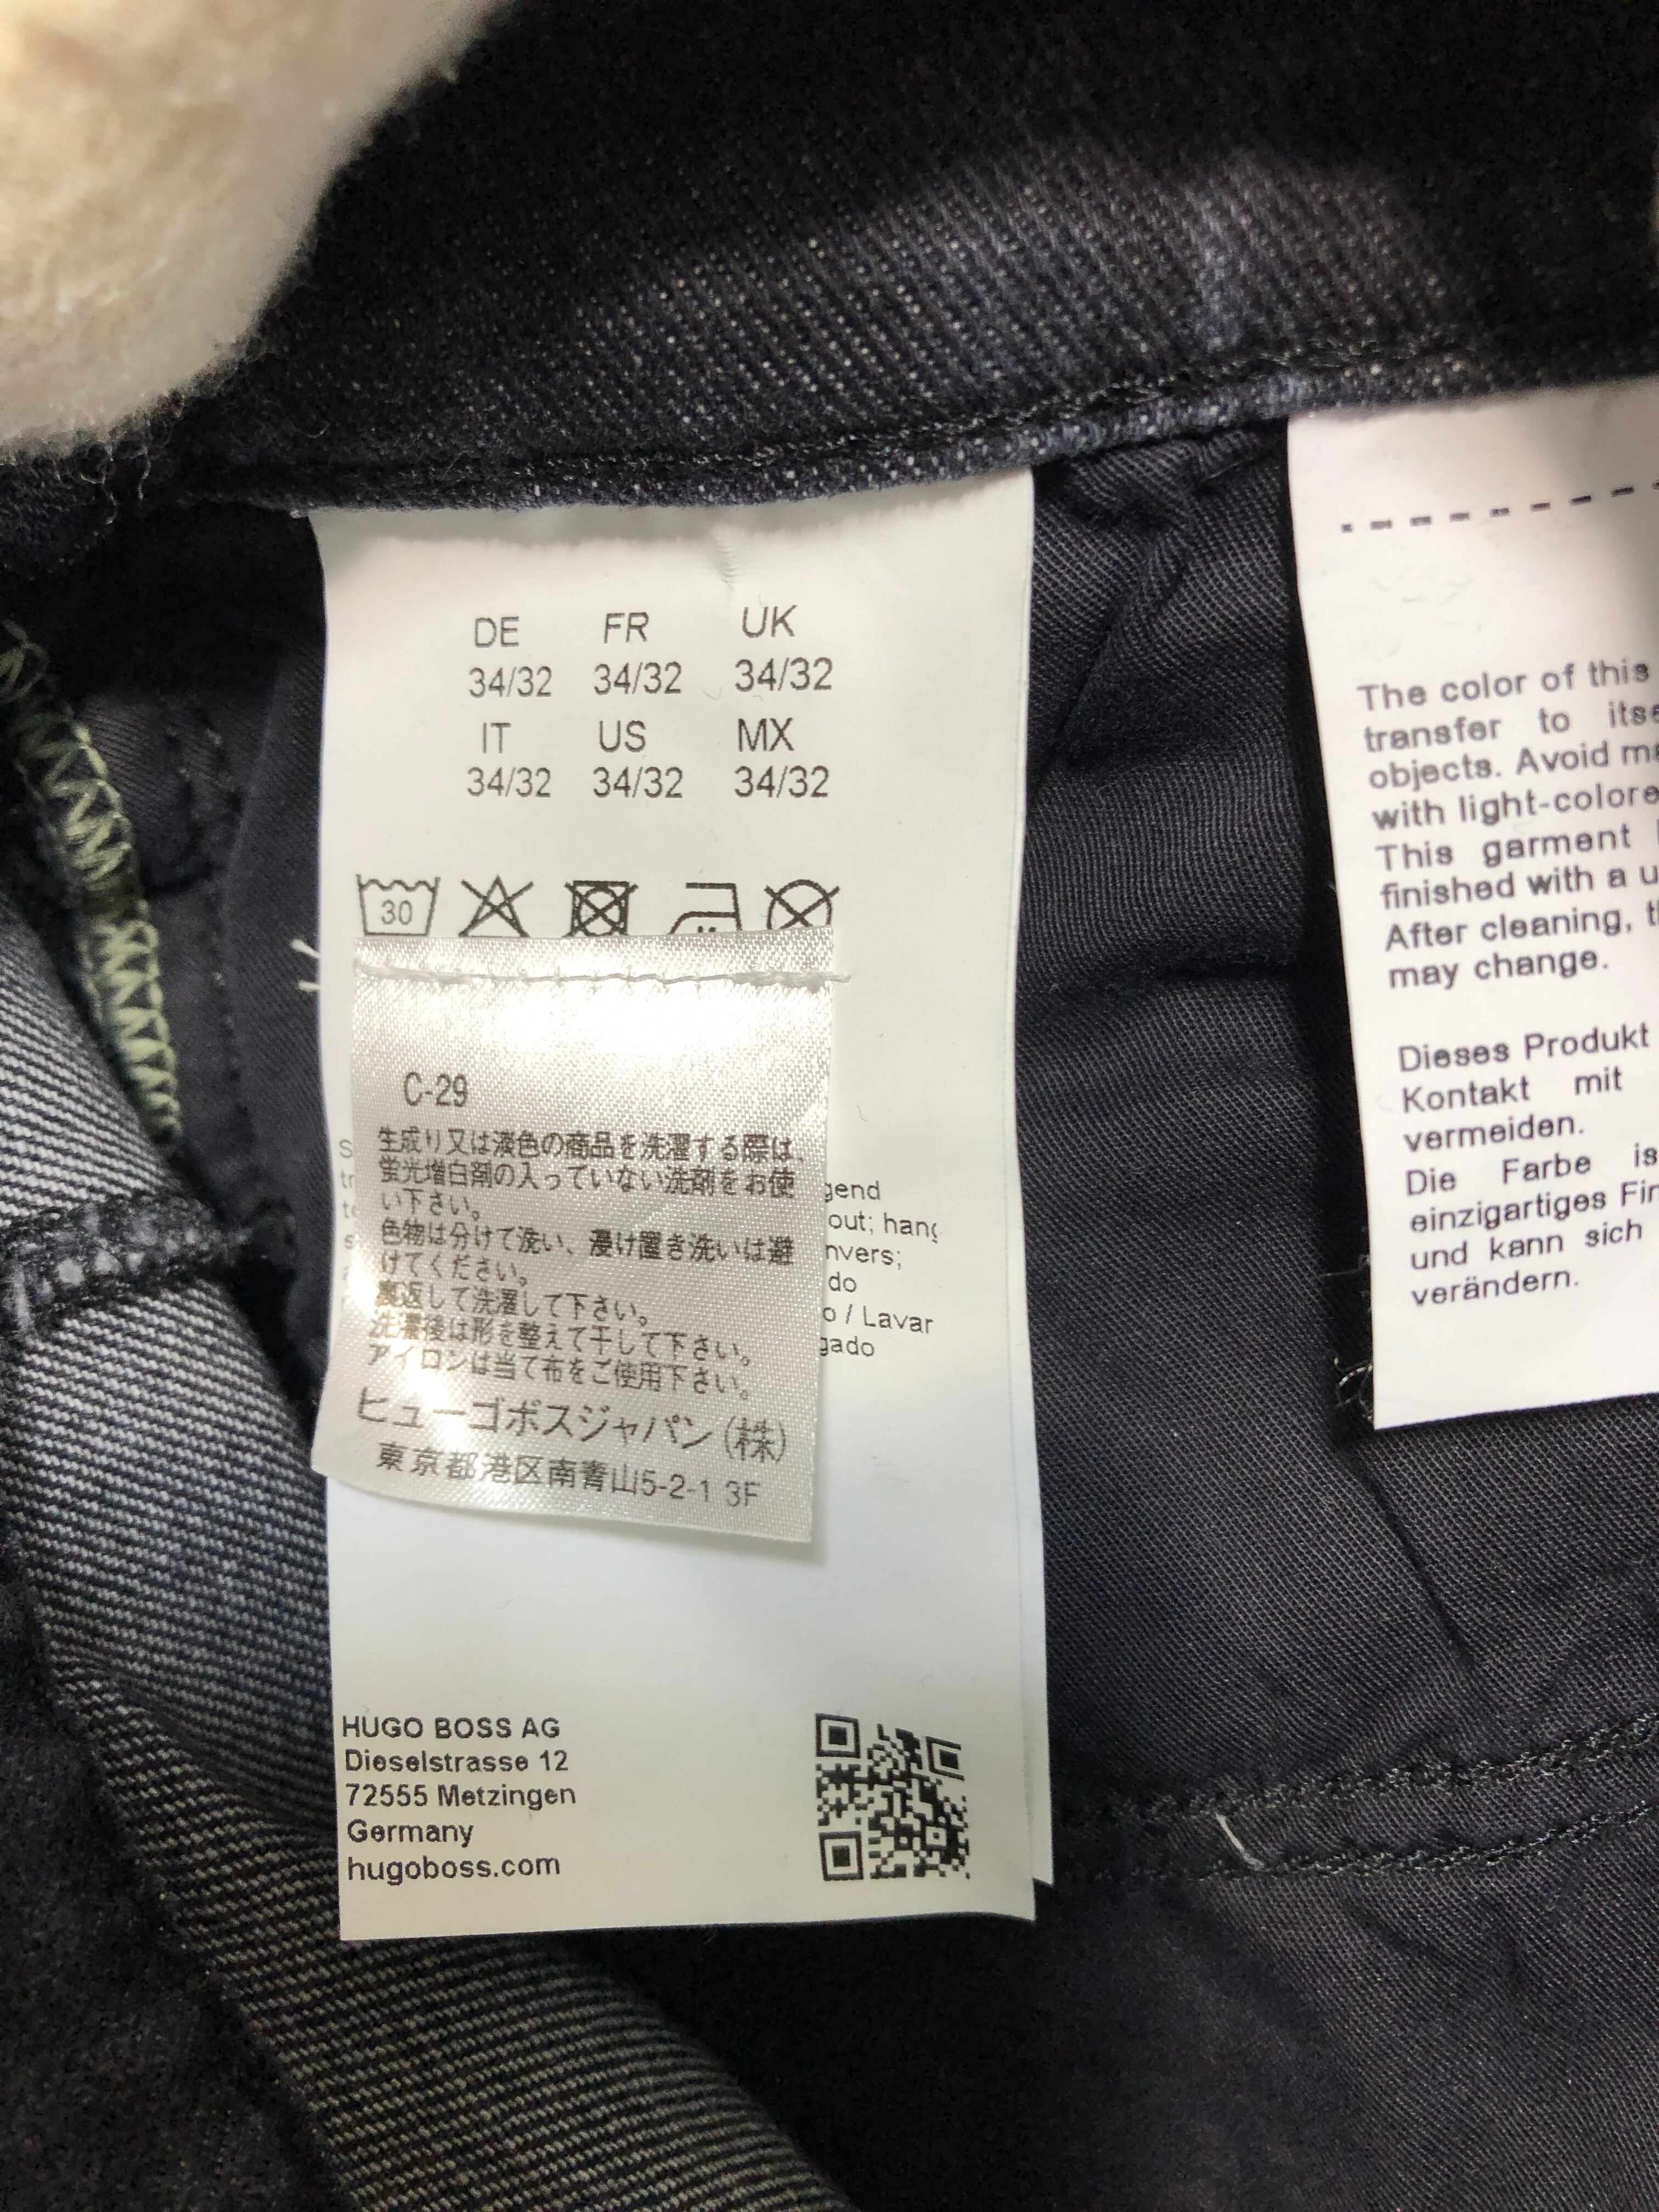 DE FR UK
34/32 34/32 34/32
IT US MX
34/32 34/32 34/32
30
C-29
生成り又は淡色の商品を洗濯する際は、
蛍光増白剤の入っていない洗剤をお使
い下さい。
色物は分けて洗い、浸け置き洗いは避
けてください。
裏返して洗濯して下さい。
洗濯後は形を整えて干して下さい。
アイロンは当て布をご使用下さい。
ヒューゴボスジャパン(株)
東京都港区南青山5-2-1 3F
gend
out; hang
nvers;
do
o / Lavar
gado
HUGO BOSS AG
Dieselstrasse 12
72555 Metzingen
Germany
hugoboss.com
The color of this
transfer to itse
objects. Avoid ma
with light-colore
This garment
finished with a u
After cleaning, t
may change.
Dieses Produkt
Kontakt mit
vermeiden.
Die Farbe is
einzigartiges Fin
und kann sich
verändern.